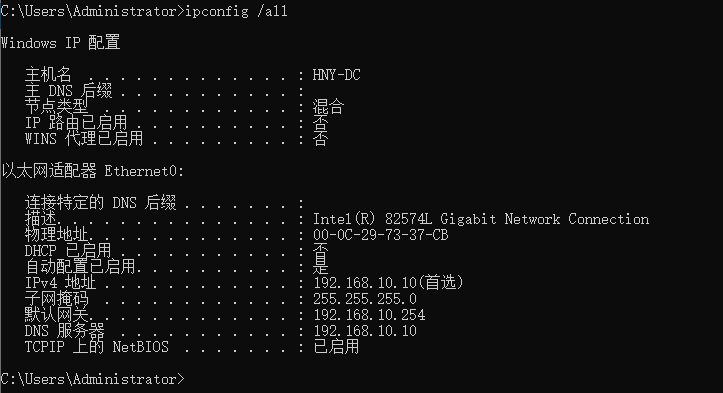 C:\Users\Administrator>ipconfig /all
Windows IP 配置
主机名 . . . . . . . . . . . . . : HNY-DC
主 DNS 后缀 . . . . . . . . . . . :
节点类型 . . . . . . . . . . . . : 混合
IP 路由已启用 . . . . . . . . . . : 否
WINS 代理已启用 . . . . . . . . . : 否
以太网适配器 Ethernet0:
连接特定的 DNS 后缀 . . . . . . . :
描述. . . . . . . . . . . . . . . : Intel(R) 82574L Gigabit Network Connection
物理地址. . . . . . . . . . . . . : 00-0C-29-73-37-CB
DHCP 已启用 . . . . . . . . . . . : 否
自动配置已启用. . . . . . . . . . : 是
IPv4 地址 . . . . . . . . . . . . : 192.168.10.10(首选)
子网掩码 . . . . . . . . . . . . : 255.255.255.0
默认网关. . . . . . . . . . . . . : 192.168.10.254
DNS 服务器 . . . . . . . . . . . : 192.168.10.10
TCPIP 上的 NetBIOS . . . . . . . : 已启用
C:\Users\Administrator>